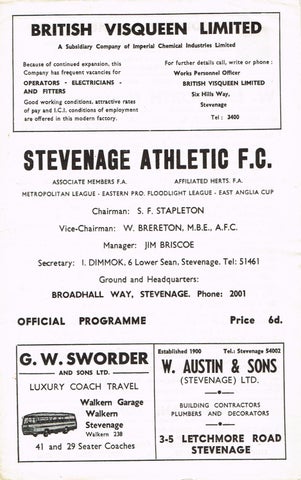 BRITISH VISQUEEN LIMITED
A Subsidiary Company of Imperial Chemical Industries Limited
Because of continued expansion, this
Company has frequent vacancies for
OPERATORS - ELECTRICIANS -
AND FITTERS
Good working conditions, attractive rates
of pay and I.C.I. conditions of employment
are offered in this modern factory.
For further details call, write or phone :
Works Personnel Officer
BRITISH VISQUEEN LIMITED
Six Hills Way,
Stevenage
Tel : 3400
STEVENAGE ATHLETIC F.C.
ASSOCIATE MEMBERS F.A. AFFILIATED HERTS. F.A.
METROPOLITAN LEAGUE - EASTERN PRO. FLOODLIGHT LEAGUE - EAST ANGLIA CUP
Chairman: S. F. STAPLETON
Vice-Chairman: W. BRERETON, M.B.E., A.F.C.
Manager: JIM BRISCOE
Secretary: I. DIMMOK, 6 Lower Sean, Stevenage. Tel: 51461
Ground and Headquarters:
BROADHALL WAY, STEVENAGE. Phone: 2001
OFFICIAL PROGRAMME Price 6d.
G. W. SWORDER
AND SONS LTD.
LUXURY COACH TRAVEL
Walkern Garage
Walkern
Stevenage
Walkern 238
41 and 29 Seater Coaches
Established 1900 Tel.: Stevenage 54002
W. AUSTIN & SONS
(STEVENAGE) LTD.
BUILDING CONTRACTORS
PLUMBERS AND DECORATORS
3-5 LETCHMORE ROAD
STEVENAGE